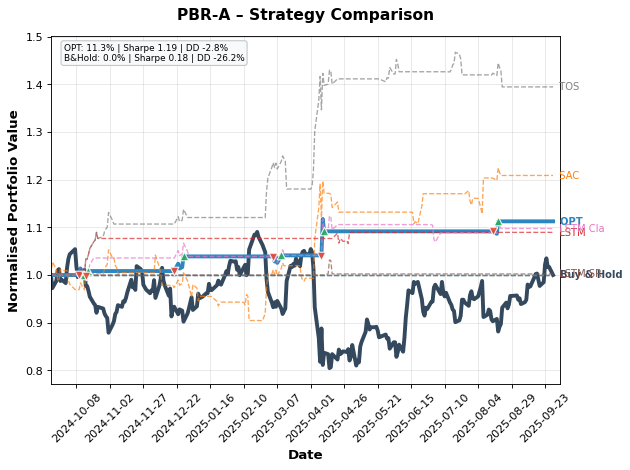 PBR-A – Strategy Comparison
OPT: 11.3% | Sharpe 1.19 | DD -2.8%
B&Hold: 0.0% | Sharpe 0.18 | DD -26.2%
Normalised Portfolio Value
1.5
1.4
1.3
1.2
1.1
1.0
0.9
0.8
TOS
SAC
OPT
LSTM Cla
LSTM
Buy & Hold
2024-10-08
2024-11-02
2024-11-27
2024-12-22
2025-01-16
2025-02-10
2025-03-07
2025-04-01
2025-04-26
2025-05-21
2025-06-15
2025-07-10
2025-08-04
2025-08-29
2025-09-23
Date